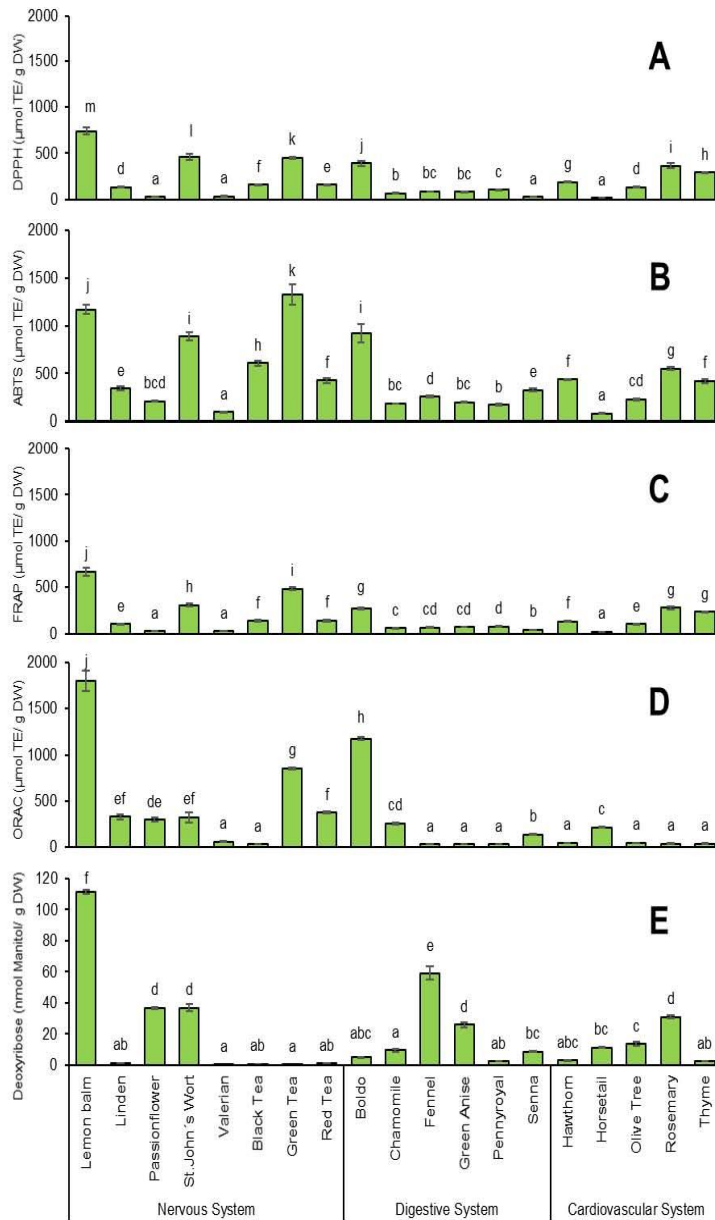 2000
1500
1000
500
0
DPPH (μmol TE/ g DW)
A
m d a l a f k e j b bc bc c a g a d i h
2000
1500
1000
500
0
ABTS (μmol TE/ g DW)
B
j e bcd i a h k f i bc d bc b e f a cd g f
2000
1500
1000
500
0
FRAP (μmol TE/ g DW)
C
j e a h a f i f g c cd cd d b f a e g g
2000
1500
1000
500
0
ORAC (μmol TE/ g DW)
D
j ef de ef a a g f h cd a a a b a c a a a
120
100
80
60
40
20
0
Deoxyribose (nmol Manitol/ g DW)
E
f ab d d a ab a ab abc a e d ab bc abc bc c d ab
Lemon balm
Linden
Passionflower
St.John´s Wort
Valerian
Black Tea
Green Tea
Red Tea
Boldo
Chamomile
Fennel
Green Anise
Pennyroyal
Senna
Hawthorn
Horsetail
Olive Tree
Rosemary
Thyme
Nervous System
Digestive System
Cardiovascular System